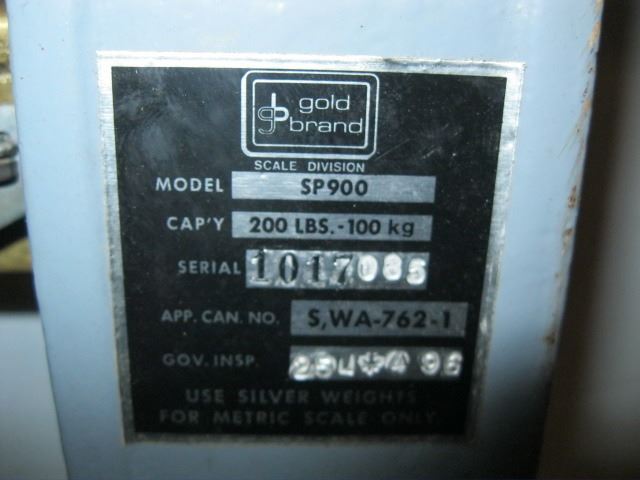 gold
brand
SCALE DIVISION
MODEL SP900
CAP'Y 200 LBS.-100 kg
SERIAL 1017085
APP. CAN. NO. S,WA-762-1
GOV. INSP.
USE SILVER WEIGHTS
FOR METRIC SCALE ONLY